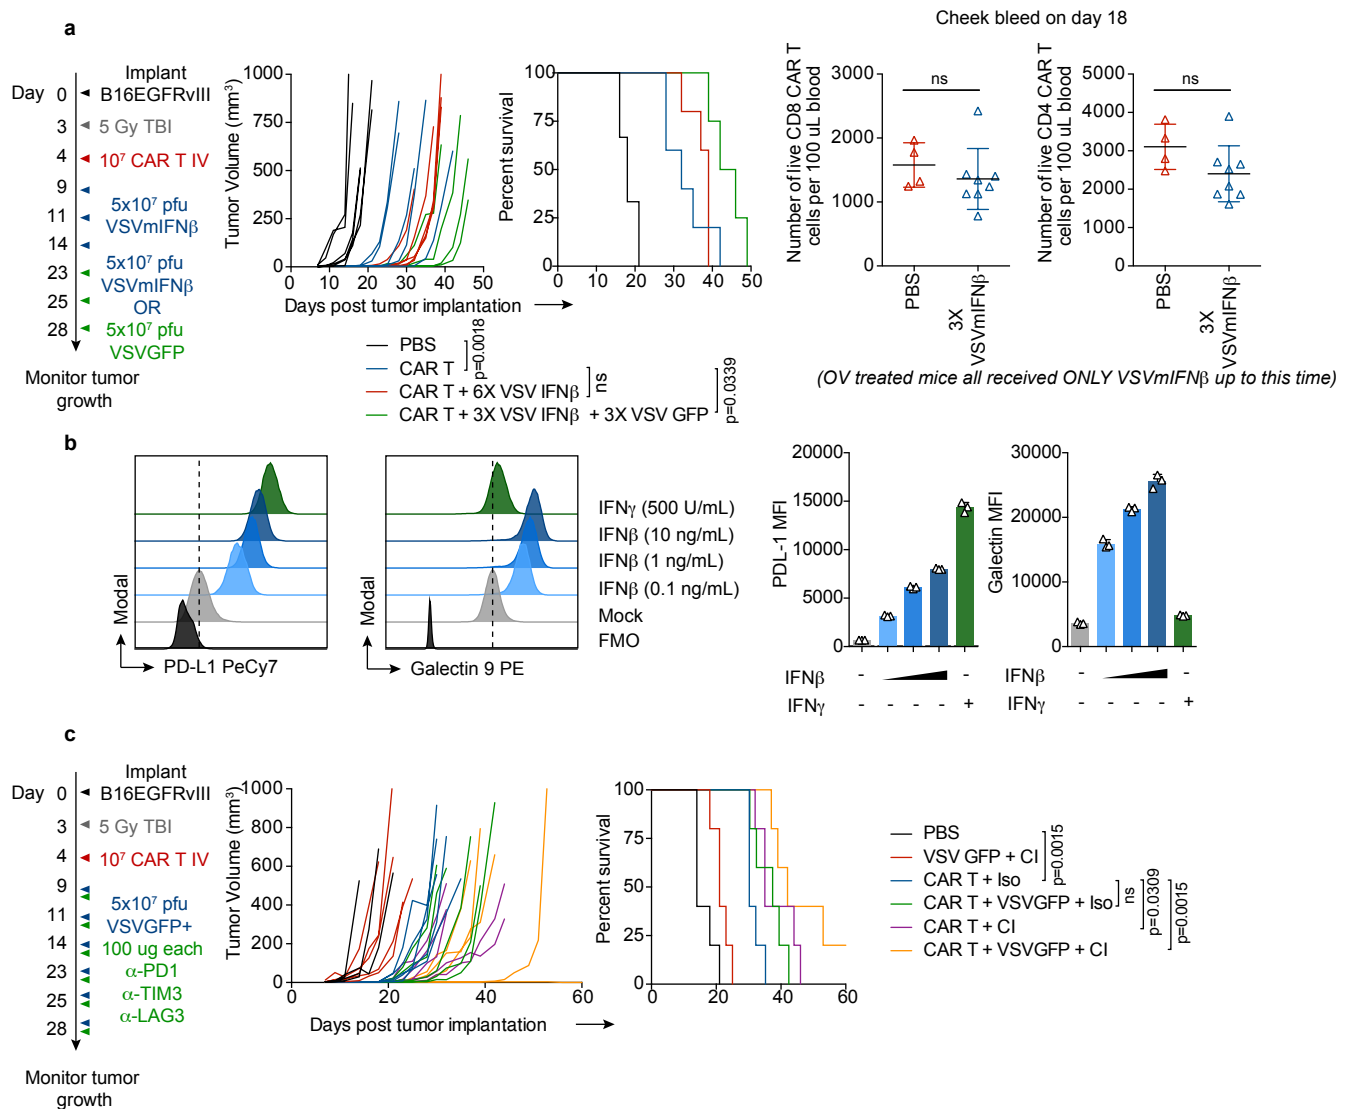 a
Cheek bleed on day 18
Day
0
3
4
9
11
14
23
25
28
Implant
B16EGFRvIII
5 Gy TBI
10⁷ CAR T IV
5x10⁷ pfu
VSVmIFNβ
5x10⁷ pfu
VSVmIFNβ
OR
5x10⁷ pfu
VSVGFP
Monitor tumor
growth
Tumor Volume (mm³)
1000
750
500
250
0
0 10 20 30 40 50
Days post tumor implantation
Percent survival
100
75
50
25
0
0 10 20 30 40 50
PBS
CAR T
CAR T + 6X VSV IFNβ
CAR T + 3X VSV IFNβ + 3X VSV GFP
p=0.0018
ns
p=0.0339
Number of live CD8 CAR T
cells per 100 uL blood
3000
2000
1000
0
ns
PBS
3X
VSVmIFNβ
Number of live CD4 CAR T
cells per 100 uL blood
5000
4000
3000
2000
1000
0
ns
PBS
3X
VSVmIFNβ
(OV treated mice all received ONLY VSVmIFNβ up to this time)
b
Modal
PD-L1 PeCy7
Modal
Galectin 9 PE
IFNγ (500 U/mL)
IFNβ (10 ng/mL)
IFNβ (1 ng/mL)
IFNβ (0.1 ng/mL)
Mock
FMO
PDL-1 MFI
20000
15000
10000
5000
0
IFNβ - -
IFNγ - - - - +
Galectin MFI
30000
20000
10000
0
IFNβ - -
IFNγ - - - - +
c
Day
0
3
4
9
11
14
23
25
28
Implant
B16EGFRvIII
5 Gy TBI
10⁷ CAR T IV
5x10⁷ pfu
VSVGFP+
100 ug each
α-PD1
α-TIM3
α-LAG3
Monitor tumor
growth
Tumor Volume (mm³)
1000
800
600
400
200
0
0 20 40 60
Days post tumor implantation
Percent survival
100
75
50
25
0
0 20 40 60
PBS
VSV GFP + CI
CAR T + Iso
CAR T + VSVGFP + Iso
CAR T + CI
CAR T + VSVGFP + CI
p=0.0015
ns
p=0.0309
p=0.0015